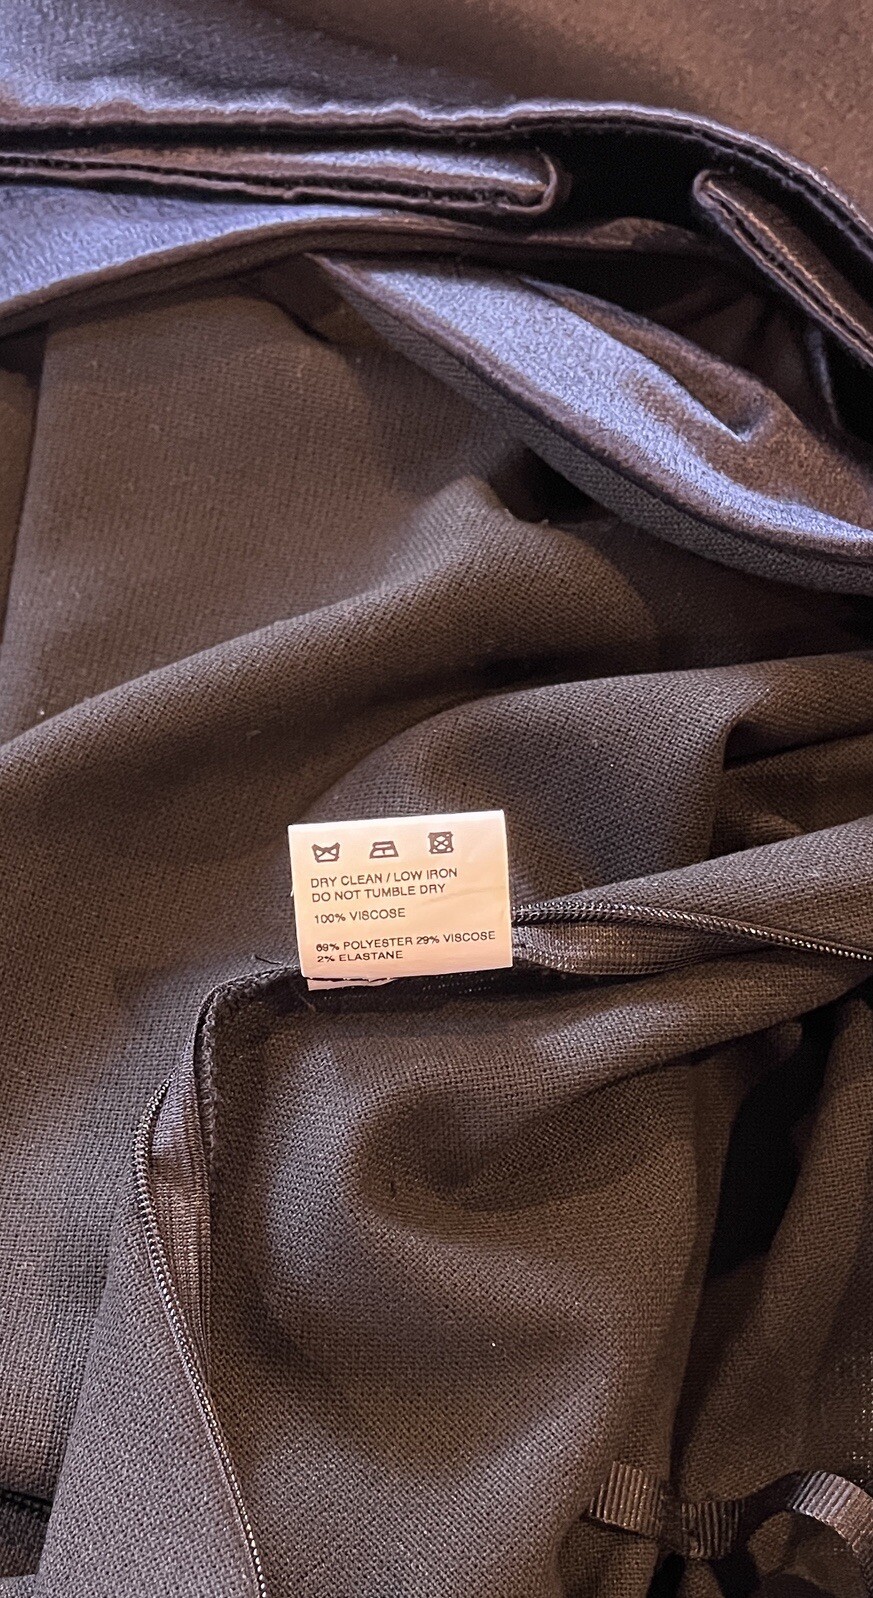 DRY CLEAN / LOW IRON
DO NOT TUMBLE DRY
100% VISCOSE
69% POLYESTER 29% VISCOSE
2% ELASTANE